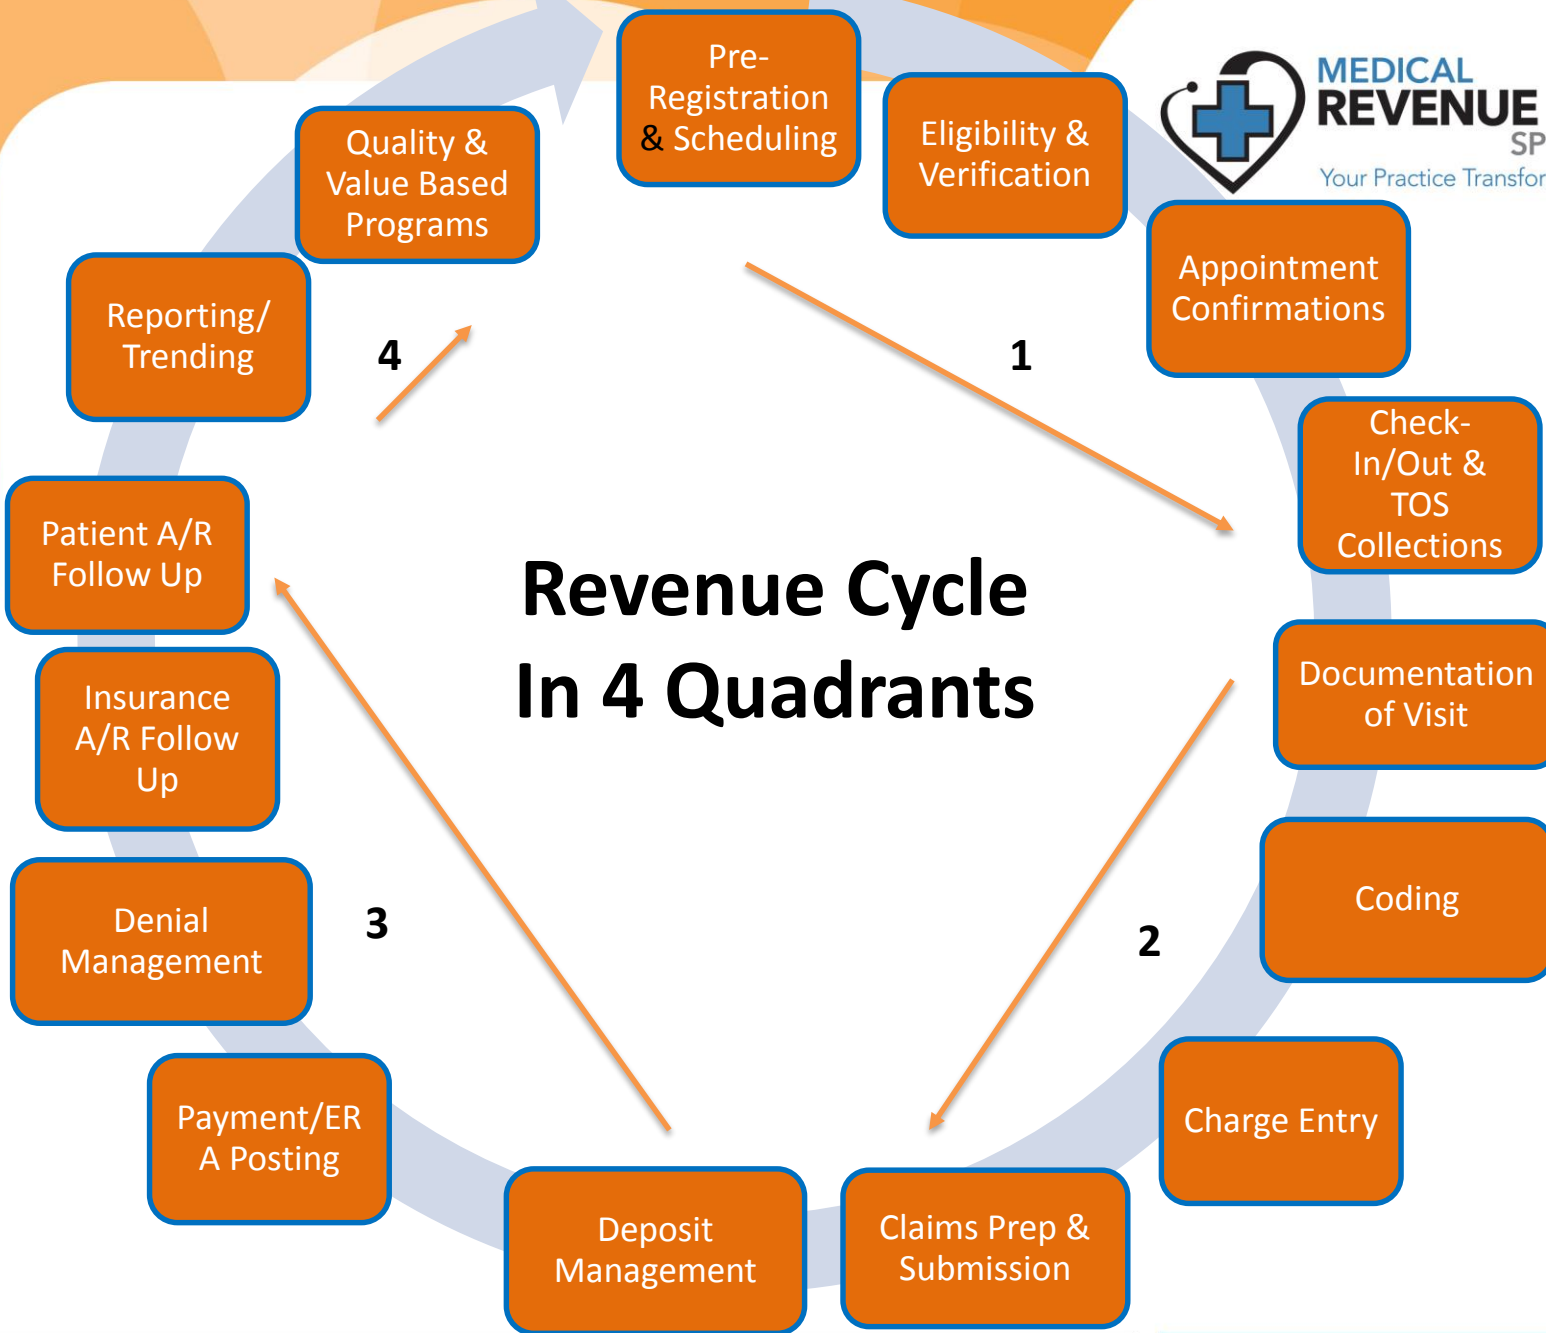 Pre-
Registration
& Scheduling
Eligibility &
Verification
Appointment
Confirmations
Check-
In/Out &
TOS
Collections
Documentation
of Visit
Coding
Charge Entry
Claims Prep &
Submission
Deposit
Management
Payment/ER
A Posting
Denial
Management
Insurance
A/R Follow
Up
Patient A/R
Follow Up
Reporting/
Trending
Quality &
Value Based
Programs
1
2
3
4
Revenue Cycle
In 4 Quadrants
MEDICAL
REVENUE
SP
Your Practice Transfor